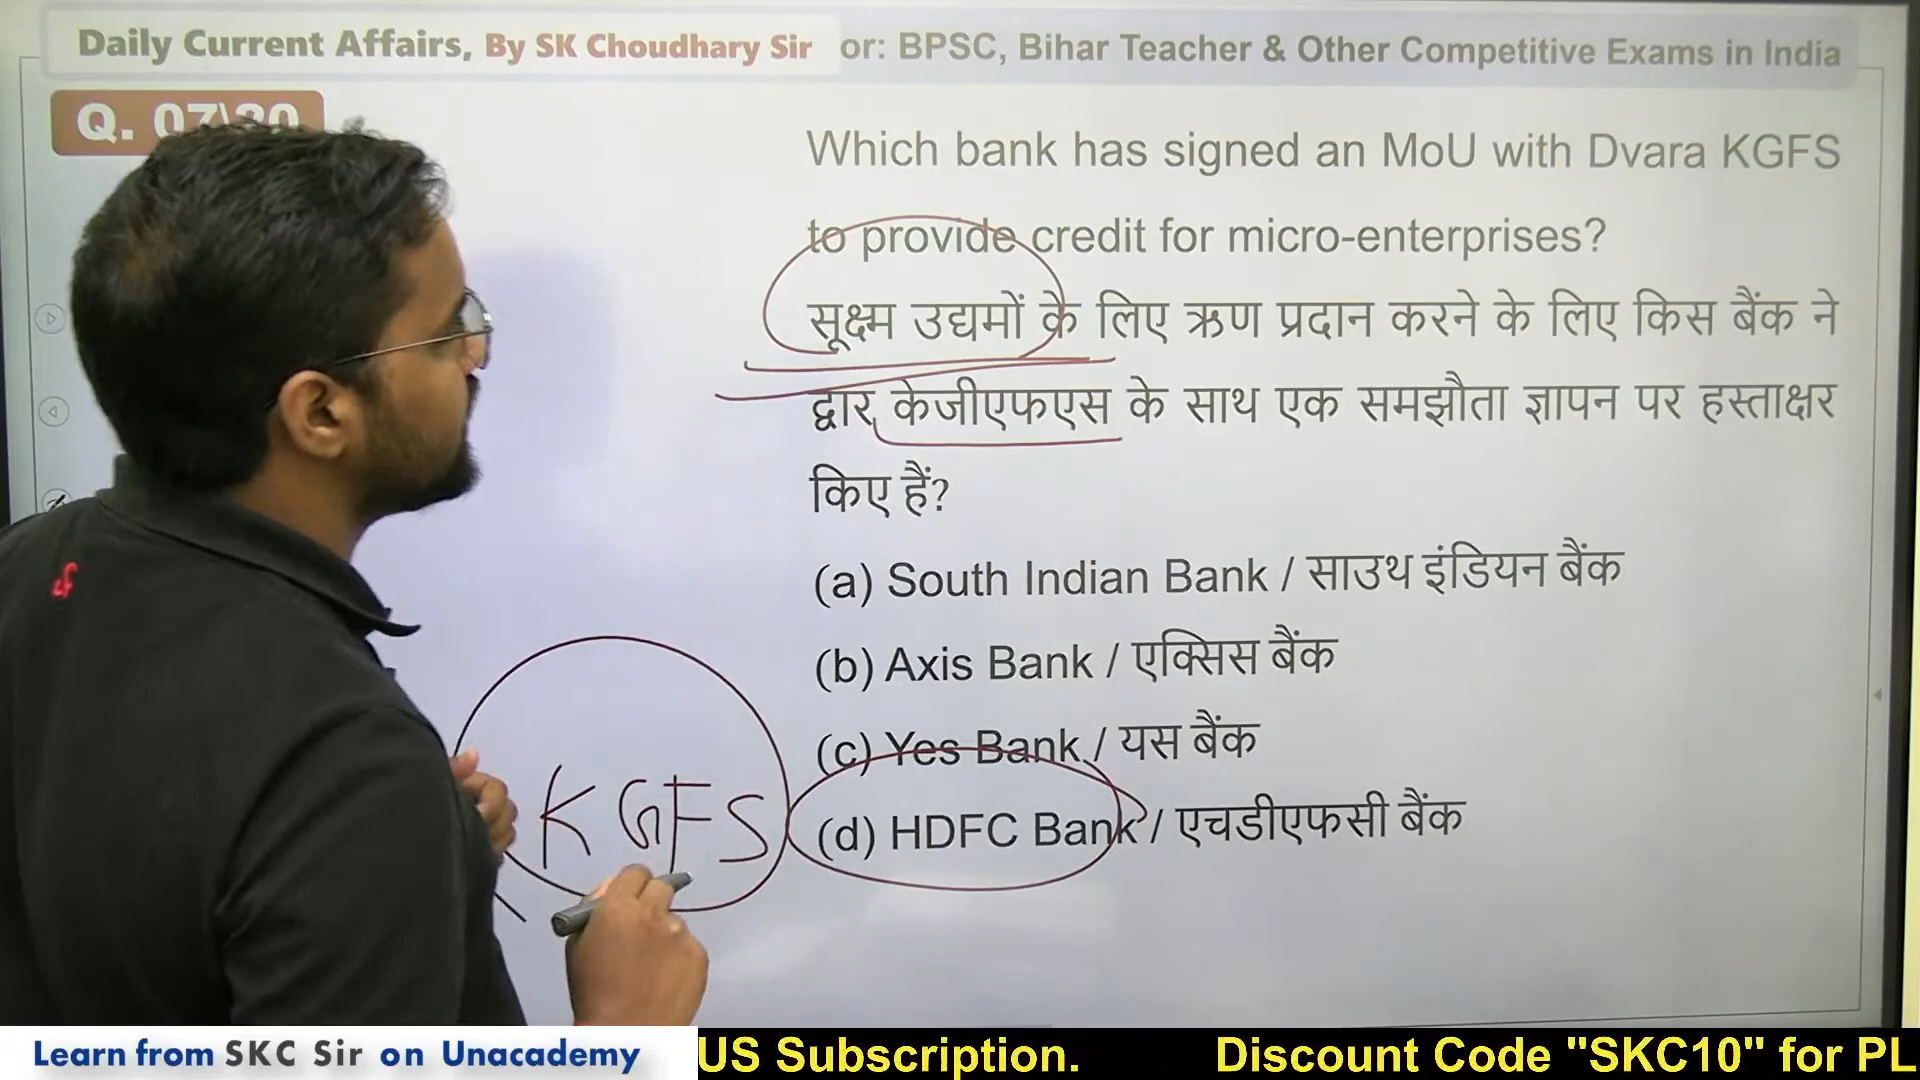 Daily Current Affairs, By SK Choudhary Sir or: BPSC, Bihar Teacher & Other Competitive Exams in India
Q. 07\30
Which bank has signed an MoU with Dvara KGFS
to provide credit for micro-enterprises?
सूक्ष्म उद्यमों के लिए ऋण प्रदान करने के लिए किस बैंक ने
द्वार केजीएफएस के साथ एक समझौता ज्ञापन पर हस्ताक्षर
किए हैं?
(a) South Indian Bank / साउथ इंडियन बैंक
(b) Axis Bank / एक्सिस बैंक
(c) Yes Bank / यस बैंक
(d) HDFC Bank / एचडीएफसी बैंक
KGFS
Learn from SKC Sir on Unacademy
US Subscription. Discount Code "SKC10" for PL